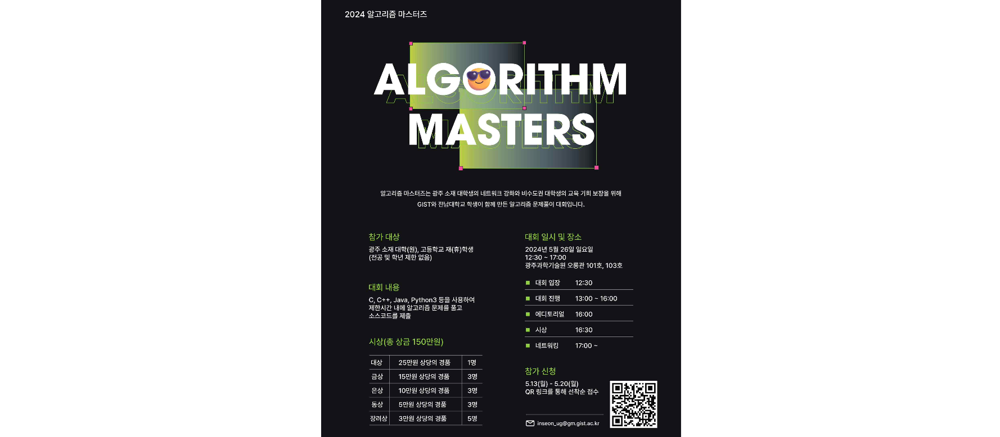 2024 알고리즘 마스터즈
ALGORITHM
MASTERS
알고리즘 마스터즈는 광주 소재 대학생의 네트워크 강화와 비수도권 대학생의 교육 기회 보장을 위해
GIST와 전남대학교 학생이 함께 만든 알고리즘 문제풀이 대회입니다.
참가 대상
광주 소재 대학(원), 고등학교 재(휴)학생
(전공 및 학년 제한 없음)
대회 내용
C, C++, Java, Python3 등을 사용하여
제한시간 내에 알고리즘 문제를 풀고
소스코드를 제출
시상(총 상금 150만원)
대상 25만원 상당의 경품 1명
금상 15만원 상당의 경품 3명
은상 10만원 상당의 경품 3명
동상 5만원 상당의 경품 3명
장려상 3만원 상당의 경품 5명
대회 일시 및 장소
2024년 5월 26일 일요일
12:30 ~ 17:00
광주과학기술원 오룡관 101호, 103호
대회 입장 12:30
대회 진행 13:00 ~ 16:00
에디토리얼 16:00
시상 16:30
네트워킹 17:00 ~
참가 신청
5.13(월) - 5.20(월)
QR 링크를 통해 선착순 접수
inseon_ug@gm.gist.ac.kr